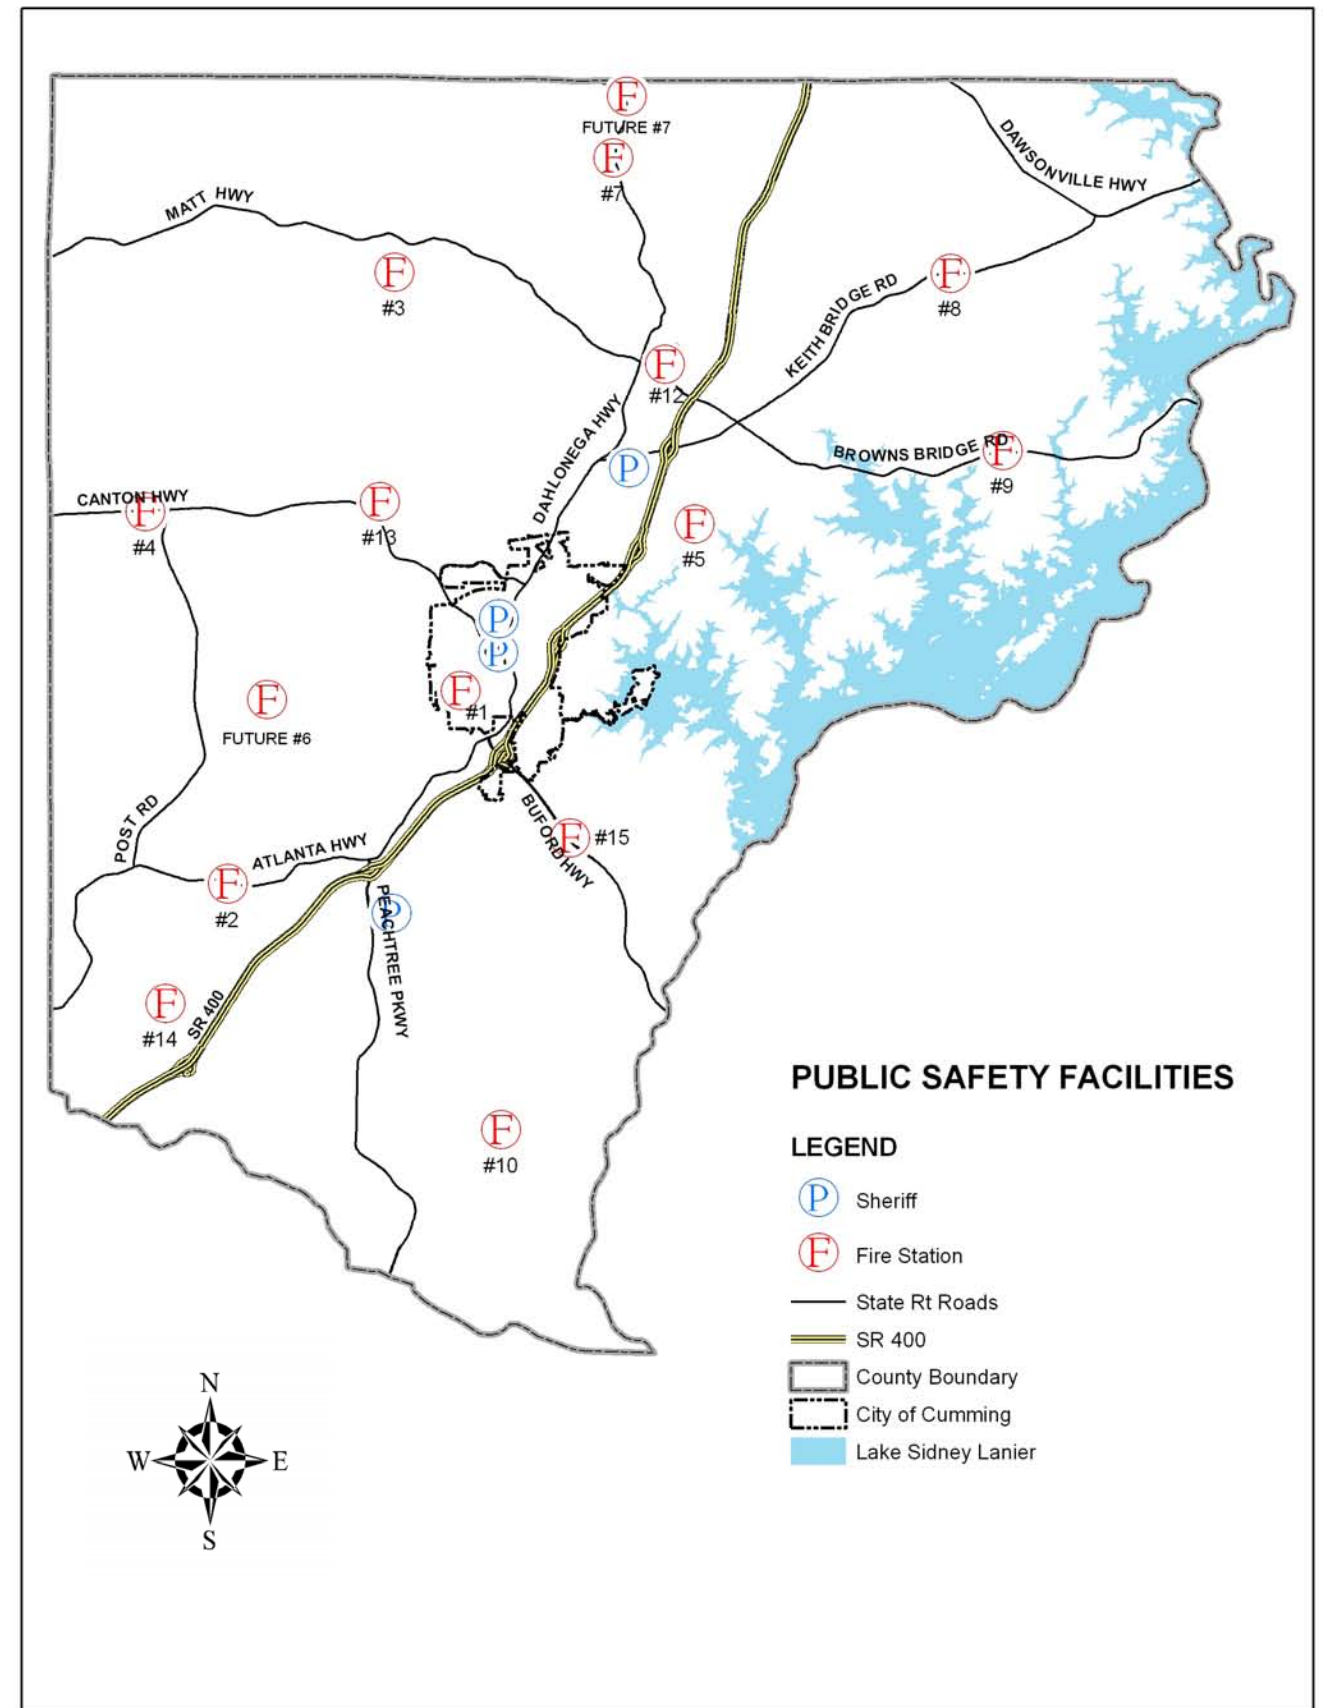 F
FUTURE #7
F
#7
DAWSONVILLE HWY
MATT HWY
F
#3
F
#8
KEITH BRIDGE RD
F
#12
DAHLONEGA HWY
P
BROWNS BRIDGE RD
F
#9
CANTON HWY
F
#4
F
#13
F
#5
P
P
F
#1
F
FUTURE #6
POST RD
ATLANTA HWY
F
#2
BUFORD HWY
F
#15
P
PEACHTREE PKWY
F
#14
SR 400
F
#10
PUBLIC SAFETY FACILITIES
LEGEND
P Sheriff
F Fire Station
State Rt Roads
SR 400
County Boundary
City of Cumming
Lake Sidney Lanier
N
W E
S